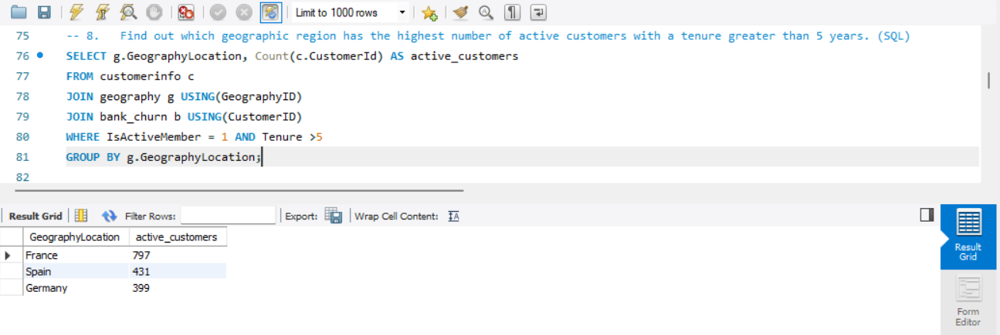 Limit to 1000 rows
75 -- 8.   Find out which geographic region has the highest number of active customers with a tenure greater than 5 years. (SQL)
76 SELECT g.GeographyLocation, Count(c.CustomerId) AS active_customers
77 FROM customerinfo c
78 JOIN geography g USING(GeographyID)
79 JOIN bank_churn b USING(CustomerID)
80 WHERE IsActiveMember = 1 AND Tenure >5
81 GROUP BY g.GeographyLocation;
82
Result Grid Filter Rows: Export: Wrap Cell Content: IA
GeographyLocation active_customers
France 797
Spain 431
Germany 399
Result
Grid
Form
Editor